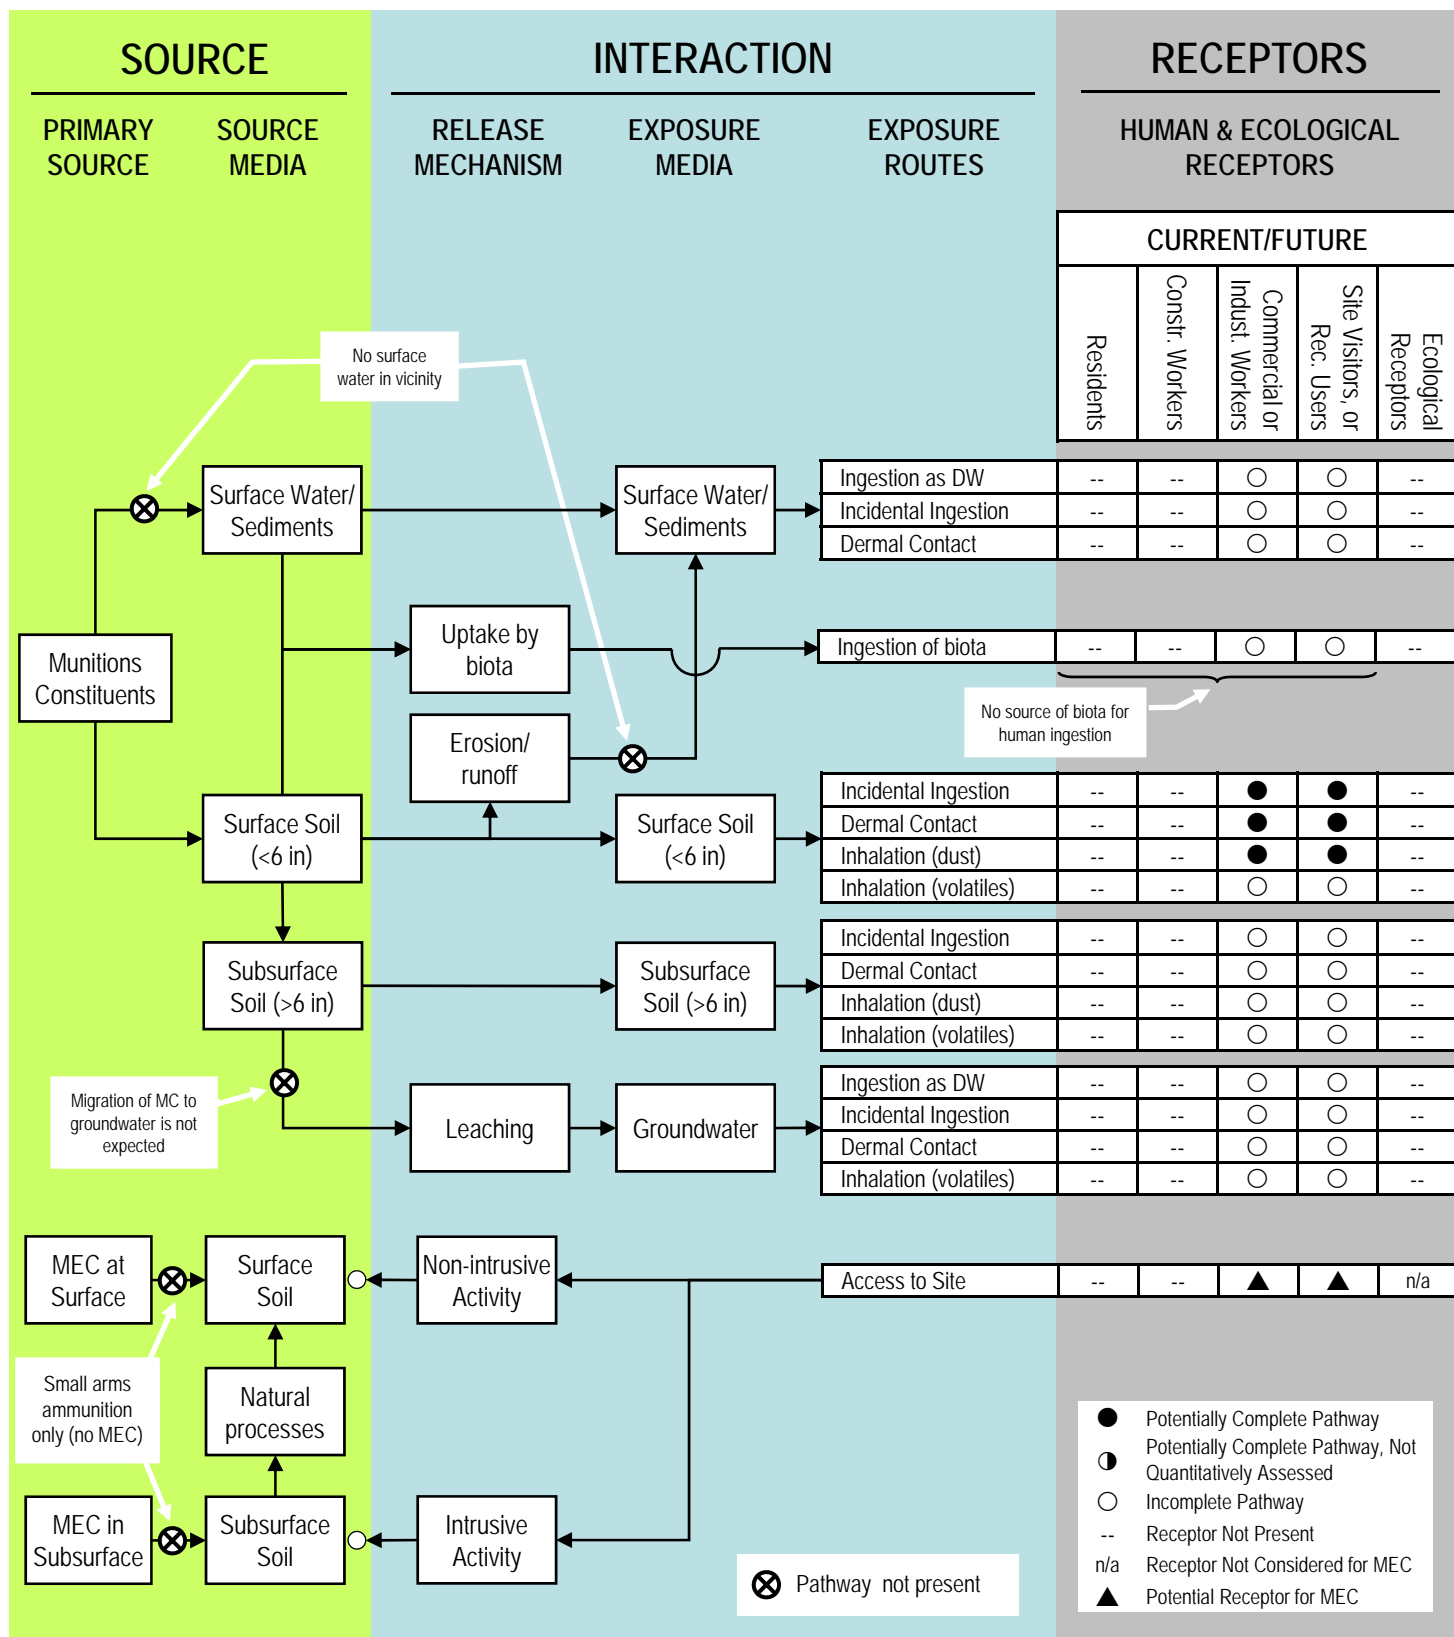 SOURCE
INTERACTION
RECEPTORS
PRIMARY
SOURCE
SOURCE
MEDIA
RELEASE
MECHANISM
EXPOSURE
MEDIA
EXPOSURE
ROUTES
HUMAN & ECOLOGICAL
RECEPTORS
CURRENT/FUTURE
Residents
Constr. Workers
Commercial or
Indust. Workers
Site Visitors, or
Rec. Users
Ecological
Receptors
No surface
water in vicinity
Munitions
Constituents
Surface Water/
Sediments
Surface Water/
Sediments
Ingestion as DW -- -- --
Incidental Ingestion -- -- --
Dermal Contact -- -- --
Uptake by
biota
Ingestion of biota -- -- --
No source of biota for
human ingestion
Erosion/
runoff
Surface Soil
(<6 in)
Surface Soil
(<6 in)
Incidental Ingestion -- -- --
Dermal Contact -- -- --
Inhalation (dust) -- -- --
Inhalation (volatiles) -- -- --
Subsurface
Soil (>6 in)
Subsurface
Soil (>6 in)
Incidental Ingestion -- -- --
Dermal Contact -- -- --
Inhalation (dust) -- -- --
Inhalation (volatiles) -- -- --
Migration of MC to
groundwater is not
expected
Leaching
Groundwater
Ingestion as DW -- -- --
Incidental Ingestion -- -- --
Dermal Contact -- -- --
Inhalation (volatiles) -- -- --
MEC at
Surface
Surface
Soil
Non-intrusive
Activity
Access to Site -- -- n/a
Small arms
ammunition
only (no MEC)
Natural
processes
MEC in
Subsurface
Subsurface
Soil
Intrusive
Activity
Pathway not present
Potentially Complete Pathway
Potentially Complete Pathway, Not
Quantitatively Assessed
Incomplete Pathway
-- Receptor Not Present
n/a Receptor Not Considered for MEC
Potential Receptor for MEC